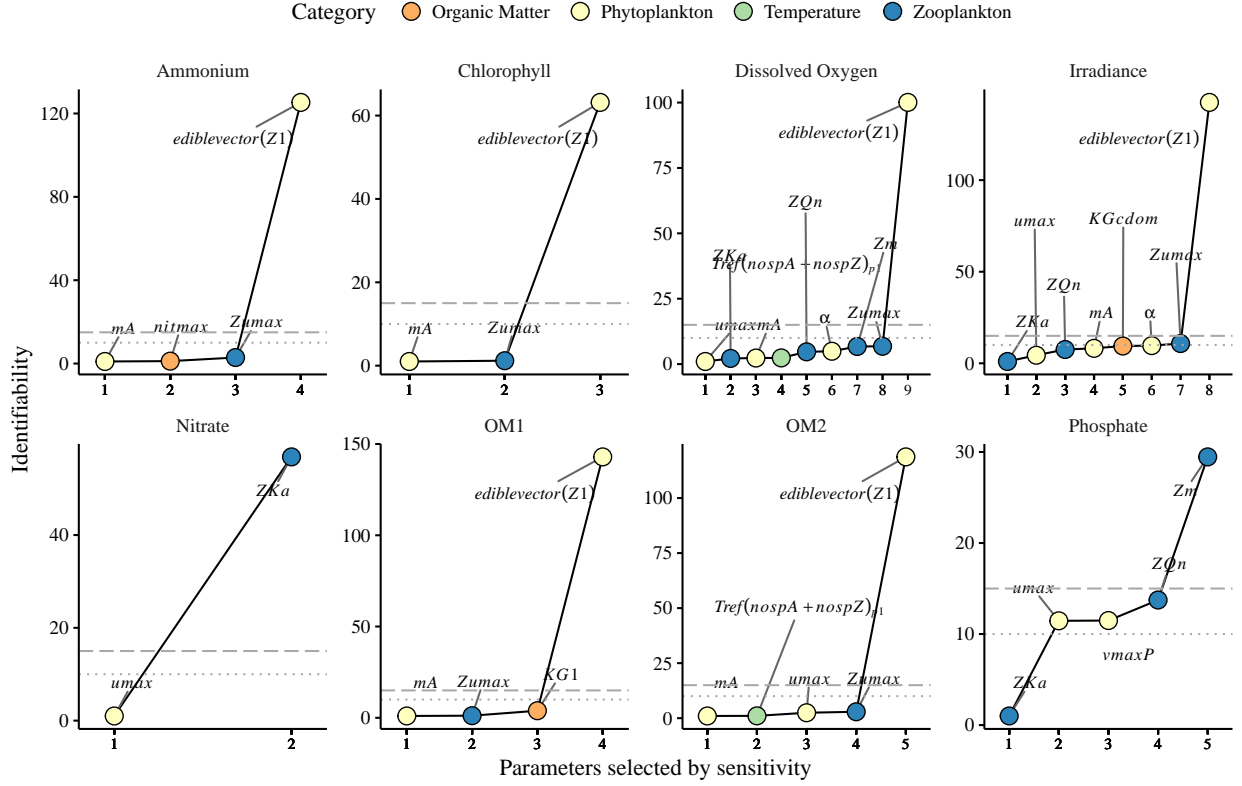 Category Organic Matter Phytoplankton Temperature Zooplankton
Identifiability
Ammonium
120
80
40
0
ediblevector(Z1)
mA nitmax Zumax
1 2 3 4
Chlorophyll
60
40
20
0
ediblevector(Z1)
mA Zumax
1 2 3
Dissolved Oxygen
100
75
50
25
0
ediblevector(Z1)
ZQn
Zm
ZKa
Tref(nospA+nospZ)p1
umax mA α Zumax
1 2 3 4 5 6 7 8 9
Irradiance
100
50
0
ediblevector(Z1)
umax KGcdom
Zumax
ZQn
ZKa mA α
1 2 3 4 5 6 7 8
Nitrate
40
20
0
ZKa
umax
1 2
OM1
150
100
50
0
ediblevector(Z1)
mA Zumax KG1
1 2 3 4
OM2
100
75
50
25
0
ediblevector(Z1)
Tref(nospA+nospZ)p1
mA umax Zumax
1 2 3 4 5
Phosphate
30
20
10
0
Zm
ZQn
umax
vmaxP
ZKa
1 2 3 4 5
Parameters selected by sensitivity